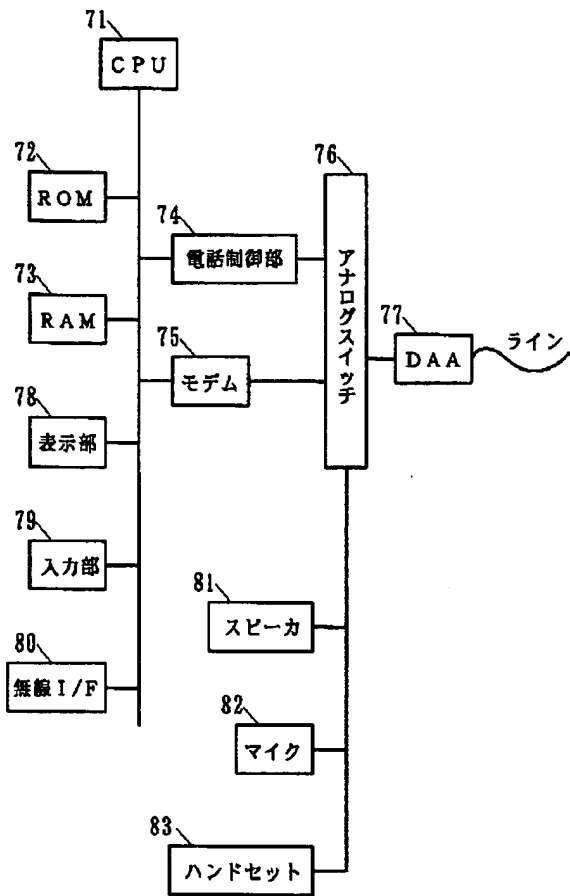 71
CPU
72
ROM
73
RAM
74
電話制御部
75
モデム
76
アナログスイッチ
77
DAA
ライン
78
表示部
79
入力部
80
無線I/F
81
スピーカ
82
マイク
83
ハンドセット